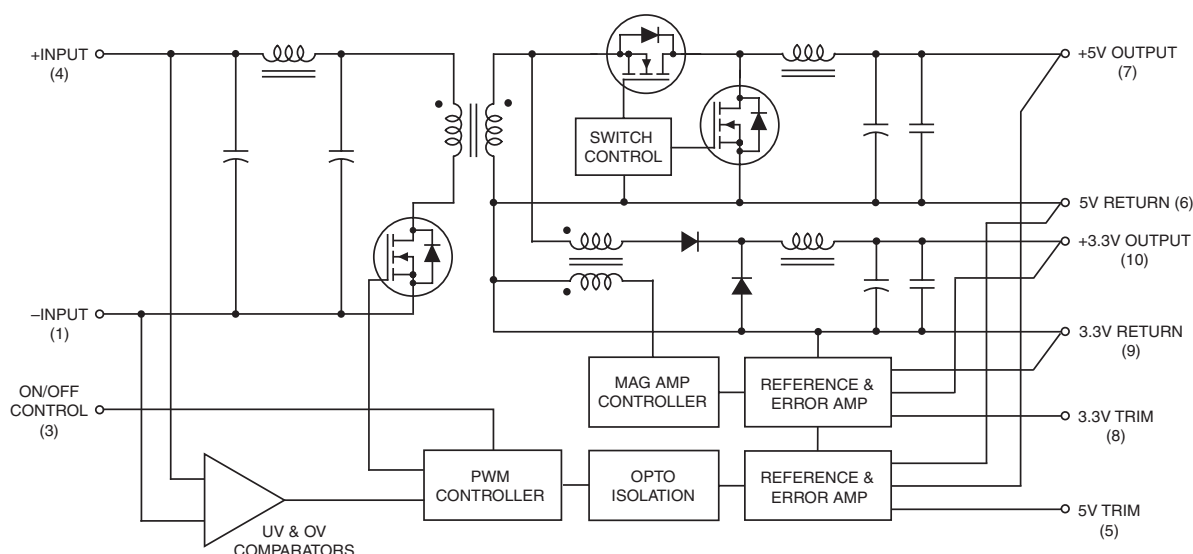 +INPUT
(4)
+5V OUTPUT
(7)
SWITCH
CONTROL
5V RETURN (6)
+3.3V OUTPUT
(10)
–INPUT
(1)
3.3V RETURN
(9)
ON/OFF
CONTROL
(3)
MAG AMP
CONTROLLER
REFERENCE &
ERROR AMP
3.3V TRIM
(8)
PWM
CONTROLLER
OPTO
ISOLATION
REFERENCE &
ERROR AMP
5V TRIM
(5)
UV & OV
COMPARATORS